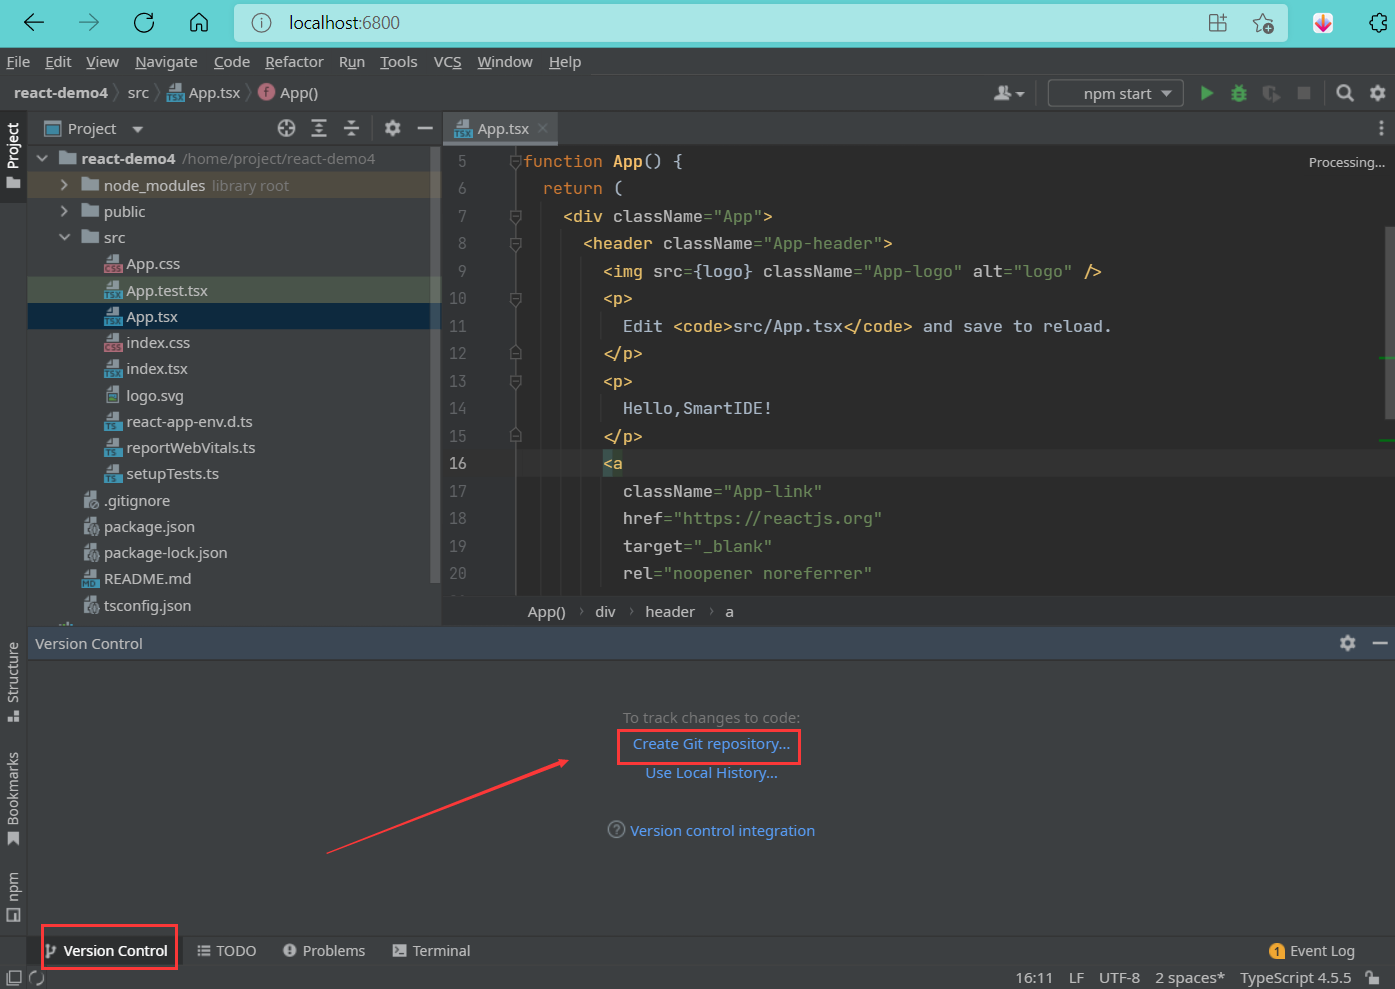 localhost:6800
File Edit View Navigate Code Refactor Run Tools VCS Window Help
react-demo4 src App.tsx App() npm start
Project
Project
App.tsx
react-demo4 /home/project/react-demo4
node_modules library root
public
src
App.css
App.test.tsx
App.tsx
index.css
index.tsx
logo.svg
react-app-env.d.ts
reportWebVitals.ts
setupTests.ts
.gitignore
package.json
package-lock.json
README.md
tsconfig.json
Processing...
5 function App() {
6 return (
7 <div className="App">
8 <header className="App-header">
9 <img src={logo} className="App-logo" alt="logo" />
10 <p>
11 Edit <code>src/App.tsx</code> and save to reload.
12 </p>
13 <p>
14 Hello,SmartIDE!
15 </p>
16 <a
17 className="App-link"
18 href="https://reactjs.org"
19 target="_blank"
20 rel="noopener noreferrer"
App() div header a
Version Control
Structure
Bookmarks
npm
To track changes to code:
Create Git repository...
Use Local History...
? Version control integration
Version Control TODO Problems Terminal 1 Event Log
16:11 LF UTF-8 2 spaces* TypeScript 4.5.5